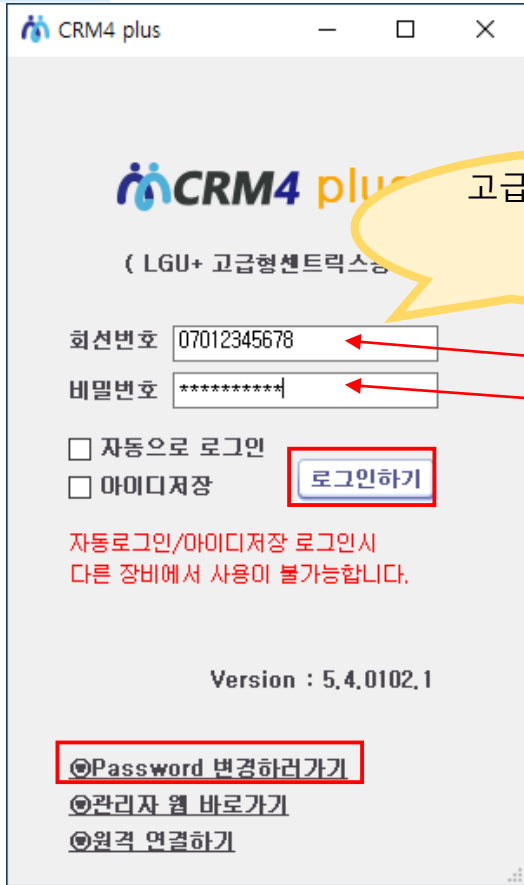 CRM4 plus
CRM4 plus
고급
( LGU+ 고급형센트릭스용
회선번호 07012345678
비밀번호 **********
자동으로 로그인
아이디저장
로그인하기
자동로그인/아이디저장 로그인시
다른 장비에서 사용이 불가능합니다.
Version : 5.4.0102.1
Password 변경하러가기
관리자 웹 바로가기
원격 연결하기